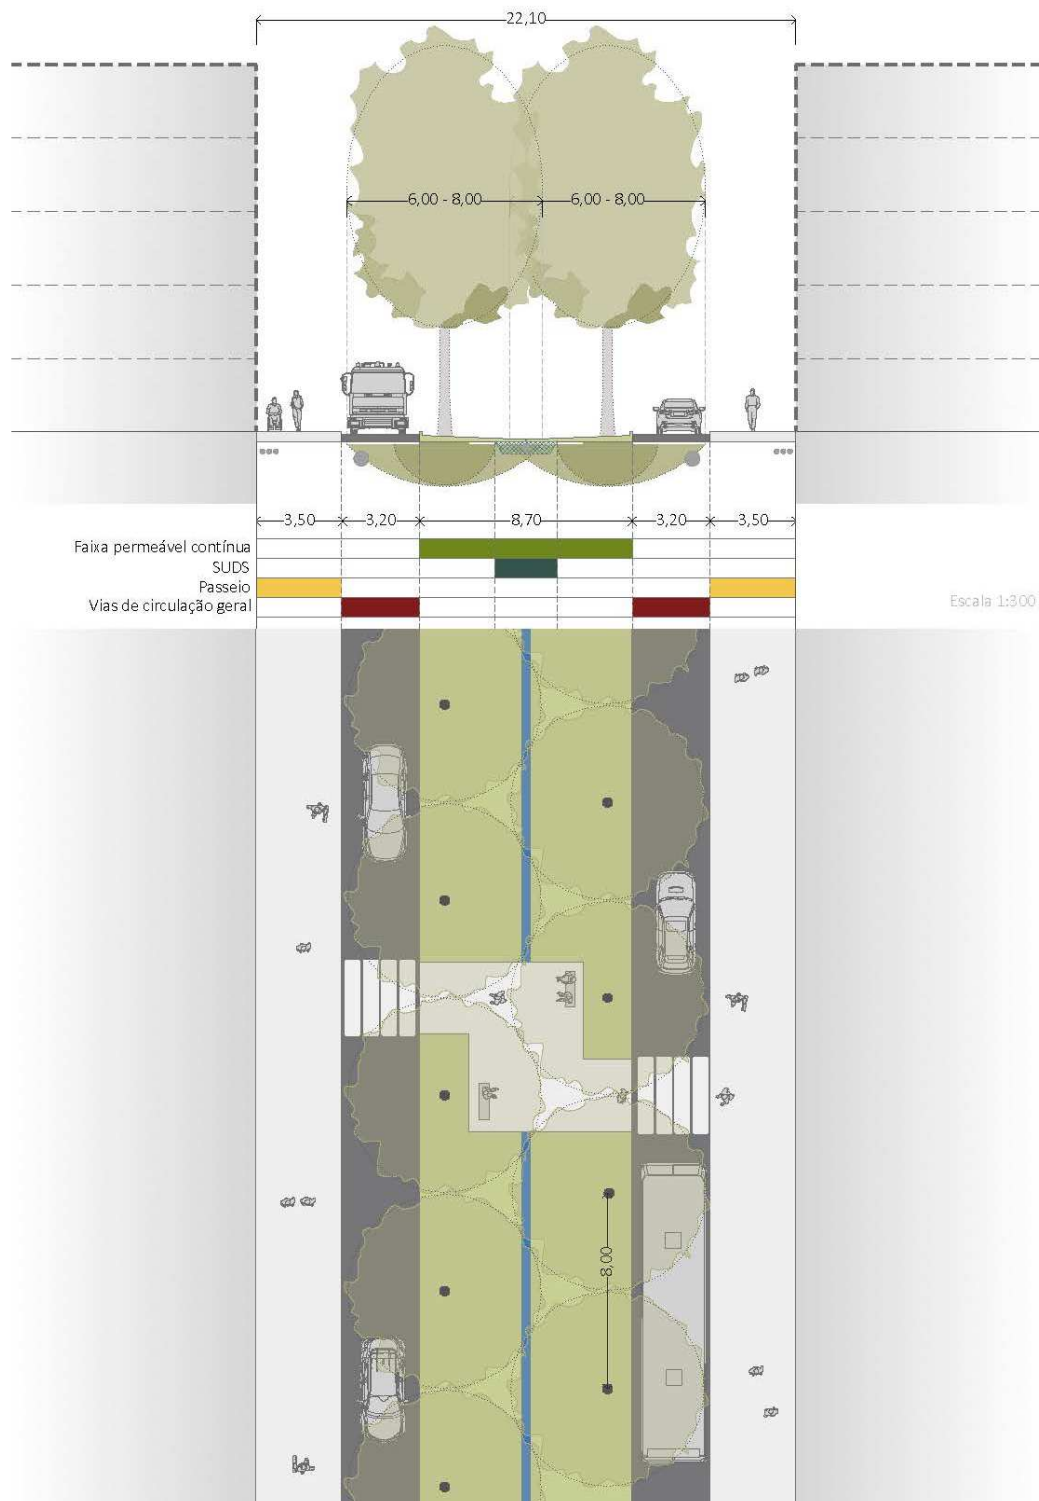 22,10
6,00 - 8,00 6,00 - 8,00
3,50 3,20 8,70 3,20 3,50
Faixa permeável contínua
SUDS
Passeio
Vias de circulação geral
Escala 1:300
8,00